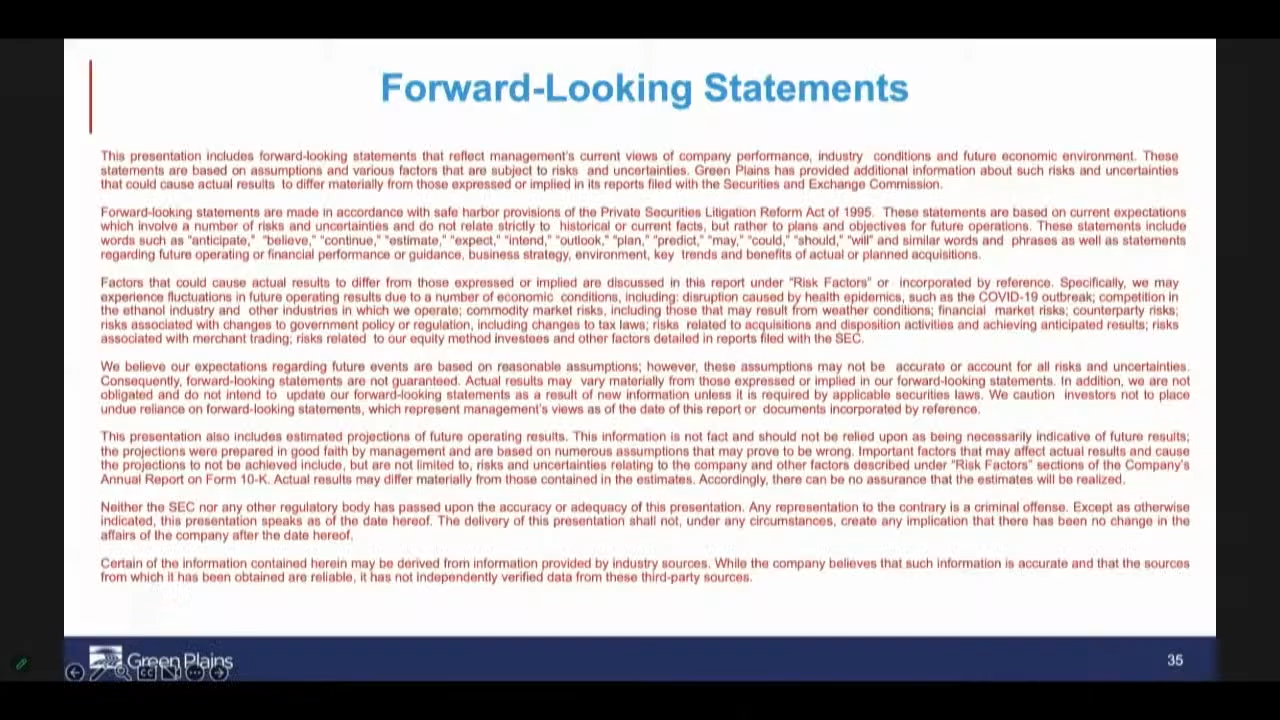 Forward-Looking Statements
This presentation includes forward-looking statements that reflect management's current views of company performance, industry conditions and future economic environment. These
statements are based on assumptions and various factors that are subject to risks and uncertainties. Green Plains has provided additional information about such risks and uncertainties
that could cause actual results to differ materially from those expressed or implied in its reports filed with the Securities and Exchange Commission.
Forward-looking statements are made in accordance with safe harbor provisions of the Private Securities Litigation Reform Act of 1995. These statements are based on current expectations
which involve a number of risks and uncertainties and do not relate strictly to historical or current facts, but rather to plans and objectives for future operations. These statements include
words such as "anticipate," "believe," "continue," "estimate," "expect," "intend," "outlook," "plan," "predict," "may," "could," "should," "will" and similar words and phrases as well as statements
regarding future operating or financial performance or guidance, business strategy, environment, key trends and benefits of actual or planned acquisitions.
Factors that could cause actual results to differ from those expressed or implied are discussed in this report under "Risk Factors" or incorporated by reference. Specifically, we may
experience fluctuations in future operating results due to a number of economic conditions, including: disruption caused by health epidemics, such as the COVID-19 outbreak; competition in
the ethanol industry and other industries in which we operate; commodity market risks, including those that may result from weather conditions; financial market risks; counterparty risks;
risks associated with changes to government policy or regulation, including changes to tax laws; risks related to acquisitions and disposition activities and achieving anticipated results; risks
associated with merchant trading; risks related to our equity method investees and other factors detailed in reports filed with the SEC.
We believe our expectations regarding future events are based on reasonable assumptions; however, these assumptions may not be accurate or account for all risks and uncertainties.
Consequently, forward-looking statements are not guaranteed. Actual results may vary materially from those expressed or implied in our forward-looking statements. In addition, we are not
obligated and do not intend to update our forward-looking statements as a result of new information unless it is required by applicable securities laws. We caution investors not to place
undue reliance on forward-looking statements, which represent management's views as of the date of this report or documents incorporated by reference.
This presentation also includes estimated projections of future operating results. This information is not fact and should not be relied upon as being necessarily indicative of future results;
the projections were prepared in good faith by management and are based on numerous assumptions that may prove to be wrong. Important factors that may affect actual results and cause
the projections to not be achieved include, but are not limited to, risks and uncertainties relating to the company and other factors described under "Risk Factors" sections of the Company's
Annual Report on Form 10-K. Actual results may differ materially from those contained in the estimates. Accordingly, there can be no assurance that the estimates will be realized.
Neither the SEC nor any other regulatory body has passed upon the accuracy or adequacy of this presentation. Any representation to the contrary is a criminal offense. Except as otherwise
indicated, this presentation speaks as of the date hereof. The delivery of this presentation shall not, under any circumstances, create any implication that there has been no change in the
affairs of the company after the date hereof.
Certain of the information contained herein may be derived from information provided by industry sources. While the company believes that such information is accurate and that the sources
from which it has been obtained are reliable, it has not independently verified data from these third-party sources.
Green Plains
35